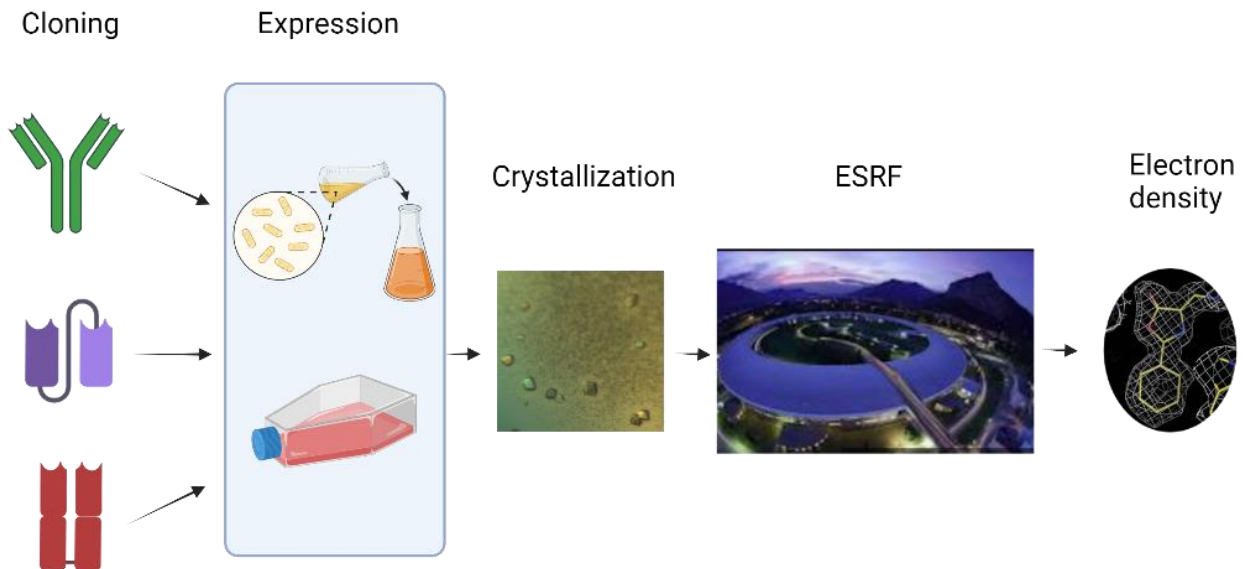 Cloning
Expression
Crystallization
ESRF
Electron
density